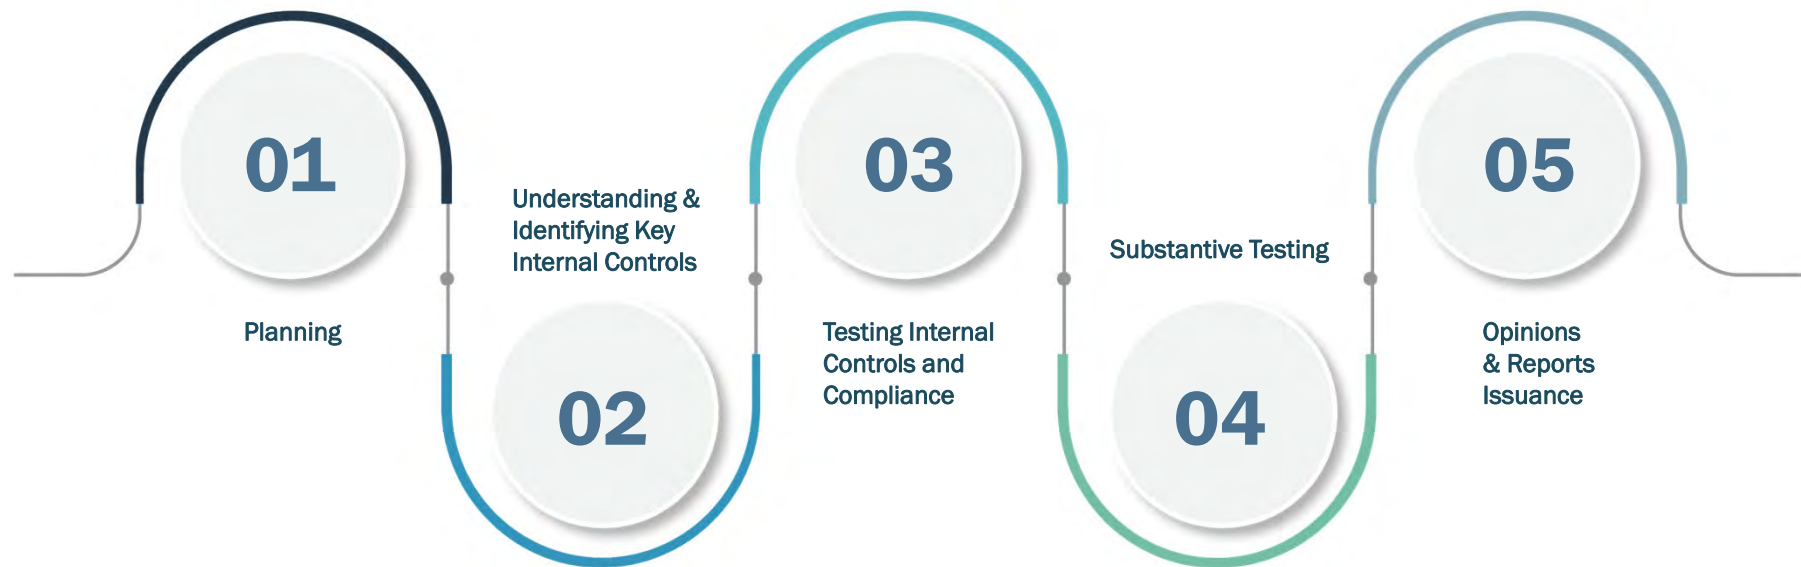 01
Planning
Understanding &
Identifying Key
Internal Controls
02
03
Testing Internal
Controls and
Compliance
Substantive Testing
04
05
Opinions
& Reports
Issuance